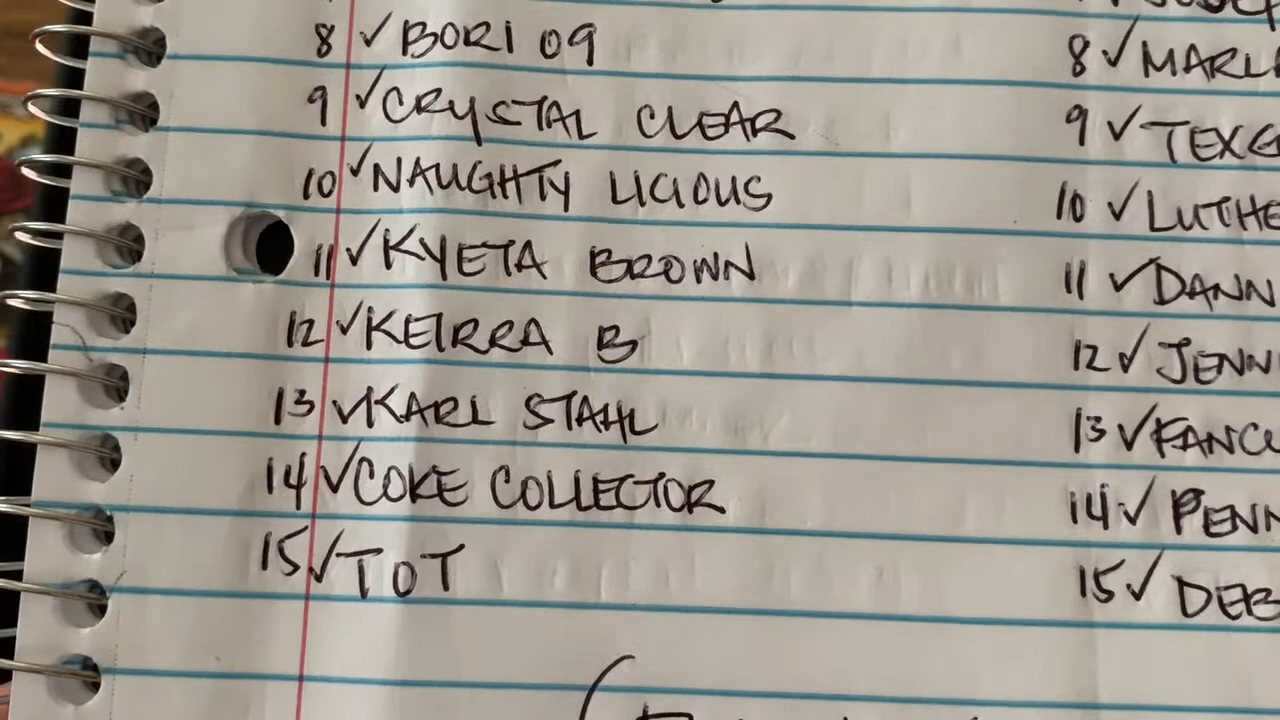 8 ✓ BORI 09
9 ✓ CRYSTAL CLEAR
10 ✓ NAUGHTY LICIOUS
11 ✓ KYETA BROWN
12 ✓ KEIRRA B
13 ✓ KARL STAHL
14 ✓ COKE COLLECTOR
15 ✓ TOT
8 ✓ MARL
9 ✓ TEXG
10 ✓ LUTHE
11 ✓ DANN
12 ✓ JENN
13 ✓ FANC
14 ✓ PENN
15 ✓ DEB